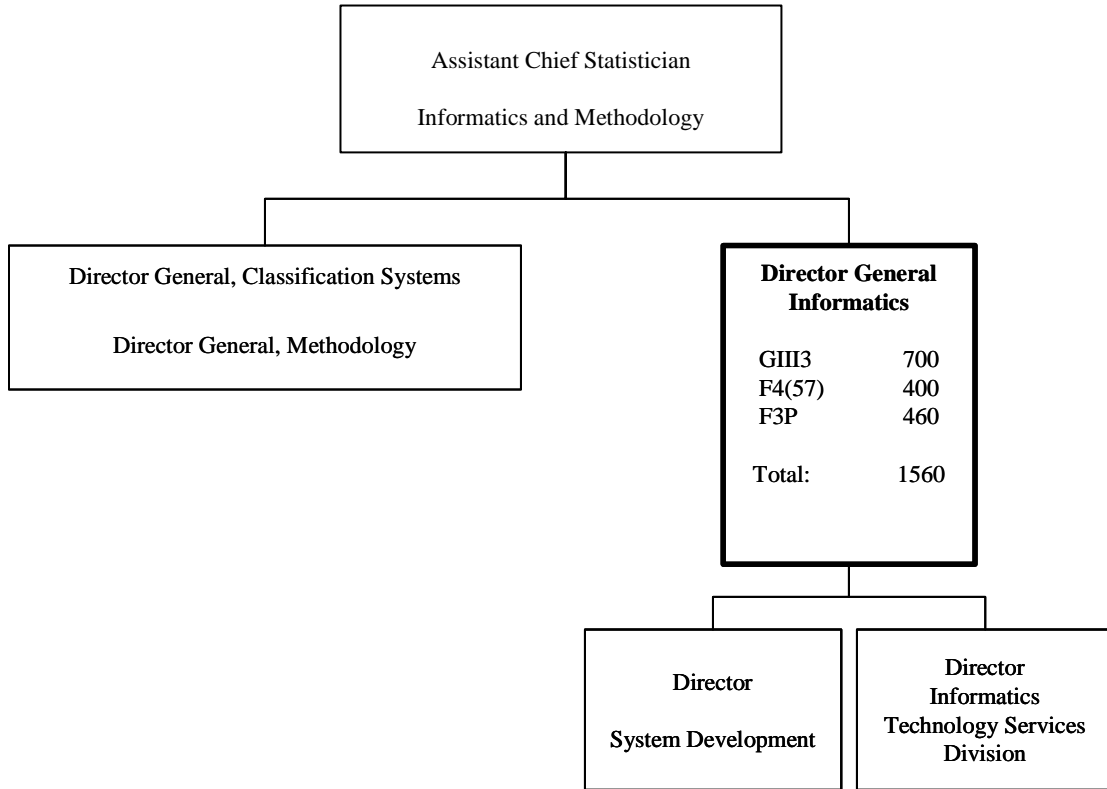 Assistant Chief Statistician
Informatics and Methodology
Director General, Classification Systems
Director General, Methodology
Director General
Informatics
GIII3 700
F4(57) 400
F3P 460
Total: 1560
Director
System Development
Director
Informatics
Technology Services
Division